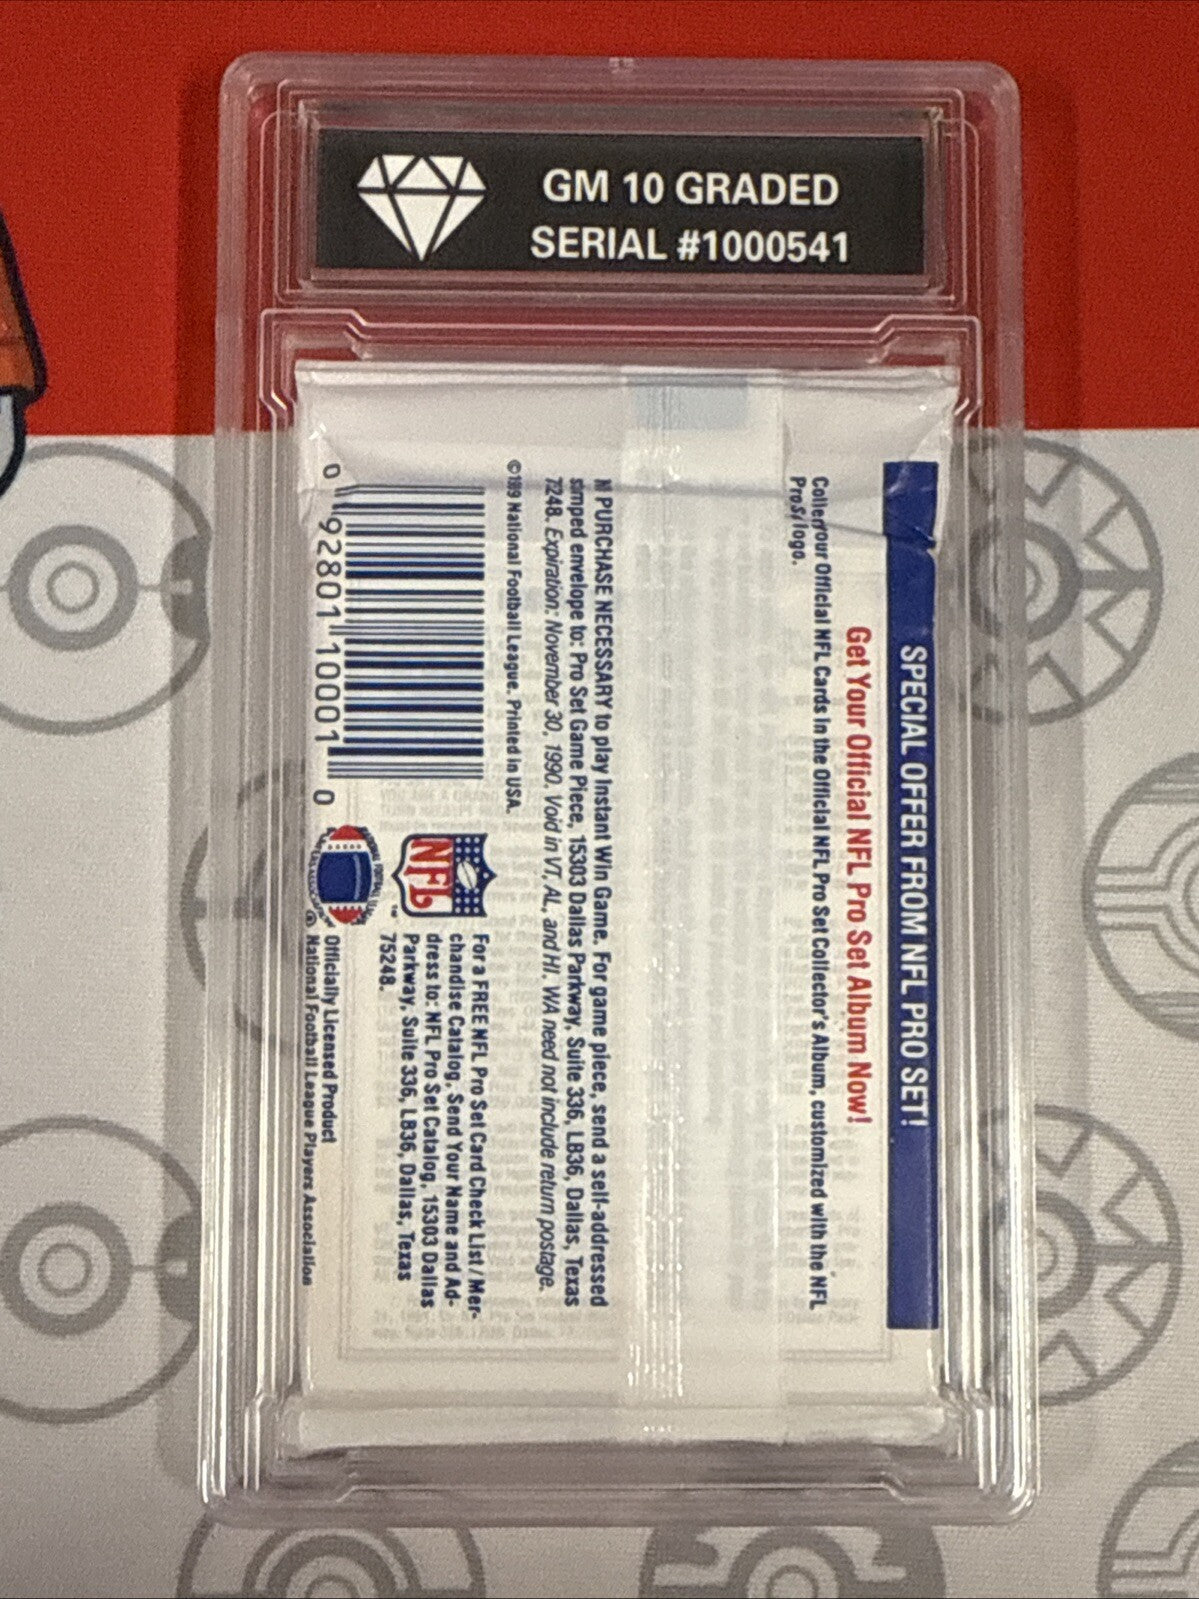 GM 10 GRADED
SERIAL #1000541
SPECIAL OFFER FROM NFL PRO SET!
Get Your Official NFL Pro Set Album Now!
Collect your Official NFL Cards in the Official NFL Pro Set Collector's Album, customized with the NFL
Pro S logo.
N PURCHASE NECESSARY to play Instant Win Game. For game piece, send a self-addressed
simped envelope to: Pro Set Game Piece, 15303 Dallas Parkway, Suite 336, LB36, Dallas, Texas
7248. Expiration: November 30, 1990. Void in VT, AL, and HI. WA need not include return postage.
©199 National Football League. Printed in USA.
0 92801 10001 0
NFL
™
For a FREE NFL Pro Set Card Check List/Mer-
chandise Catalog, Send Your Name and Ad-
dress to: NFL Pro Set Catalog, 15303 Dallas
Parkway, Suite 336, LB36, Dallas, Texas
75248.
Officially Licensed Product
National Football League Players Association